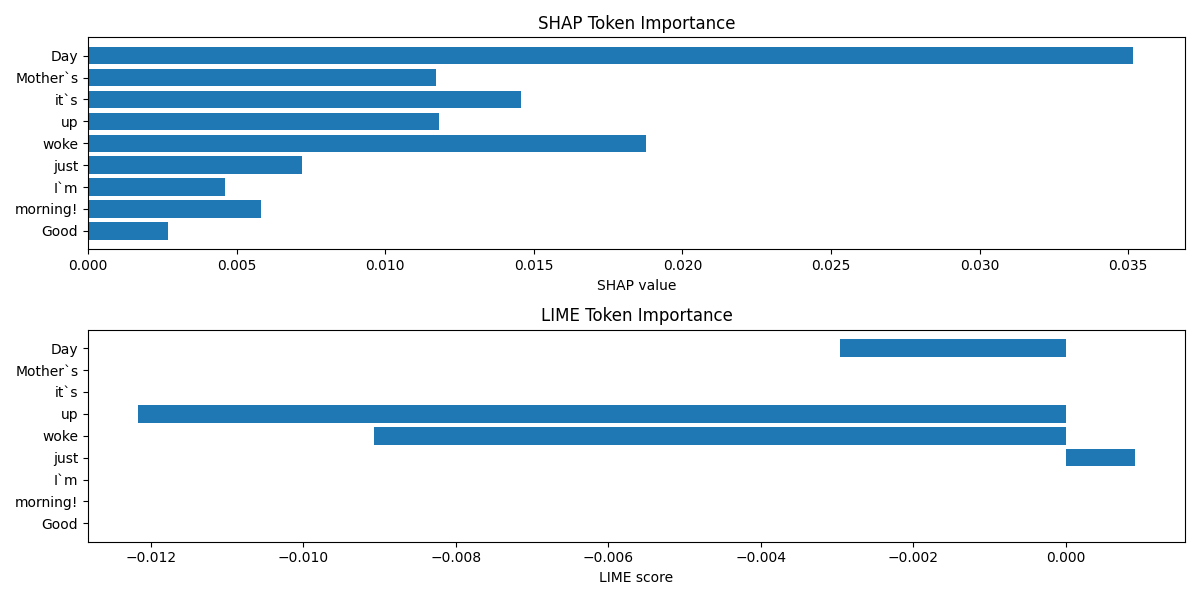 SHAP Token Importance
Day
Mother`s
it`s
up
woke
just
I`m
morning!
Good
0.000 0.005 0.010 0.015 0.020 0.025 0.030 0.035
SHAP value
LIME Token Importance
Day
Mother`s
it`s
up
woke
just
I`m
morning!
Good
−0.012 −0.010 −0.008 −0.006 −0.004 −0.002 0.000
LIME score